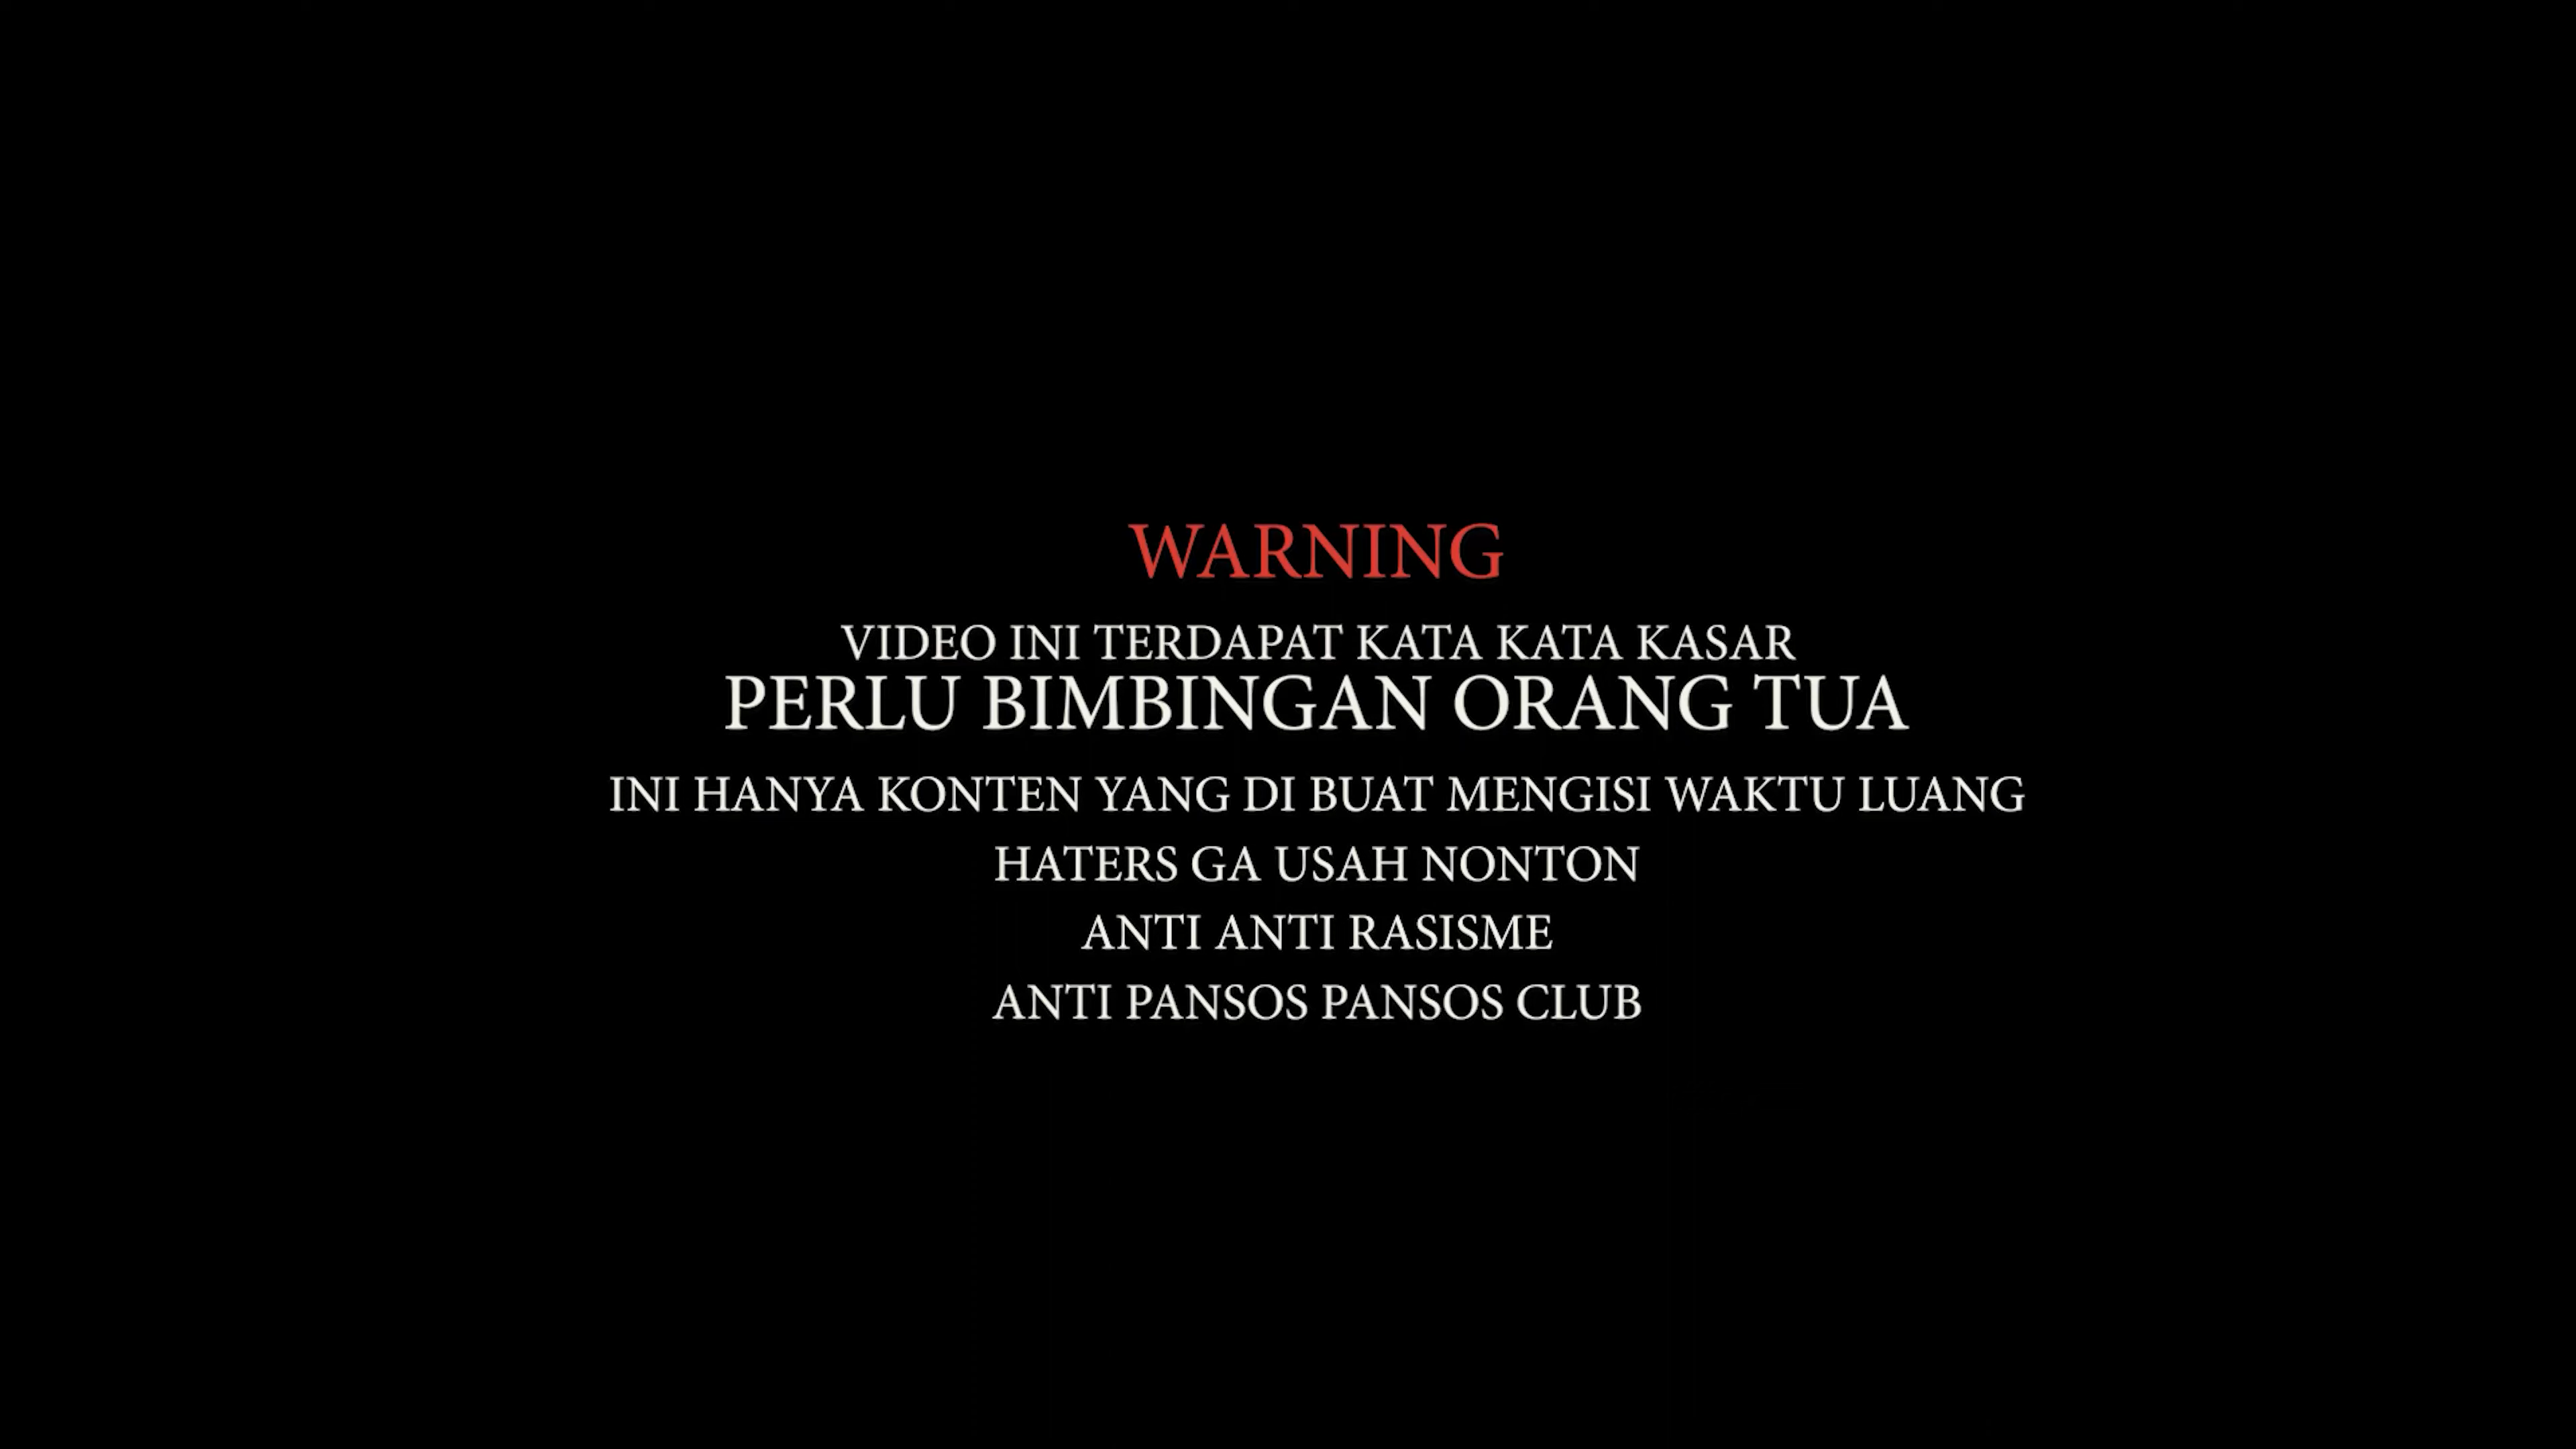 WARNING
VIDEO INI TERDAPAT KATA KATA KASAR
PERLU BIMBINGAN ORANG TUA
INI HANYA KONTEN YANG DI BUAT MENGISI WAKTU LUANG
HATERS GA USAH NONTON
ANTI ANTI RASISME
ANTI PANSOS PANSOS CLUB